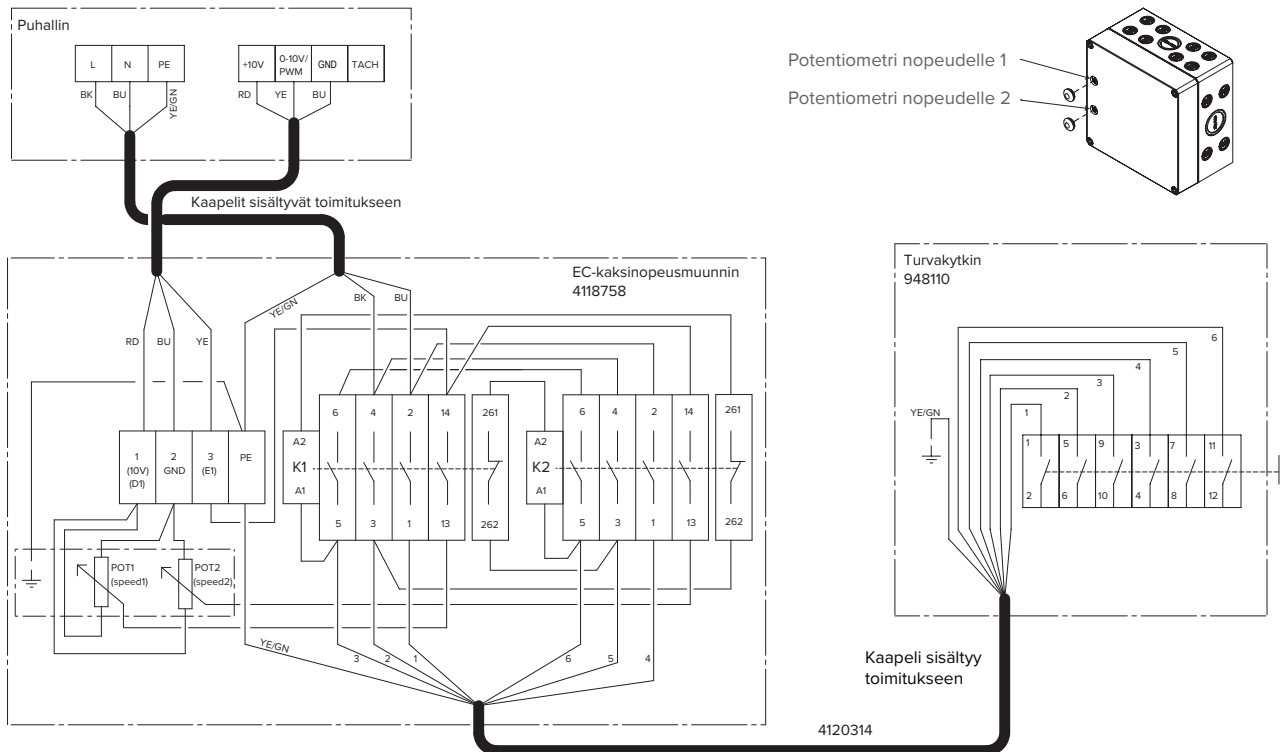 Puhallin
L N PE
+10V 0-10V/PWM GND TACH
BK BU YE/GN
RD YE BU
Potentiometri nopeudelle 1
Potentiometri nopeudelle 2
Kaapelit sisältyvät toimitukseen
EC-kaksinopeusmuunnin
4118758
YE/GN BK BU
RD BU YE
6 4 2 14 261
6 4 2 14 261
A2 K1 A1
A2 K2 A1
5 3 1 13 262
5 3 1 13 262
1 (10V) (D1)
2 GND
3 (E1)
PE
POT1 (speed1)
POT2 (speed2)
YE/GN 3 2 1
6 5 4
Turvakytkin
948110
6
5
4
3
2
1
YE/GN
1 5 9 3 7 11
2 6 10 4 8 12
Kaapeli sisältyy
toimitukseen
4120314